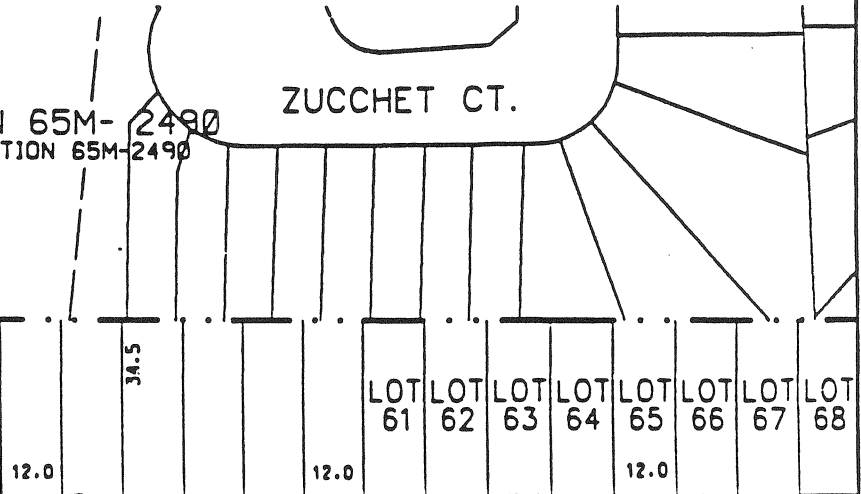 ZUCCHET CT.
65M- 2490
TION 65M-2490
34.5
LOT 61
LOT 62
LOT 63
LOT 64
LOT 65
LOT 66
LOT 67
LOT 68
12.0
12.0
12.0